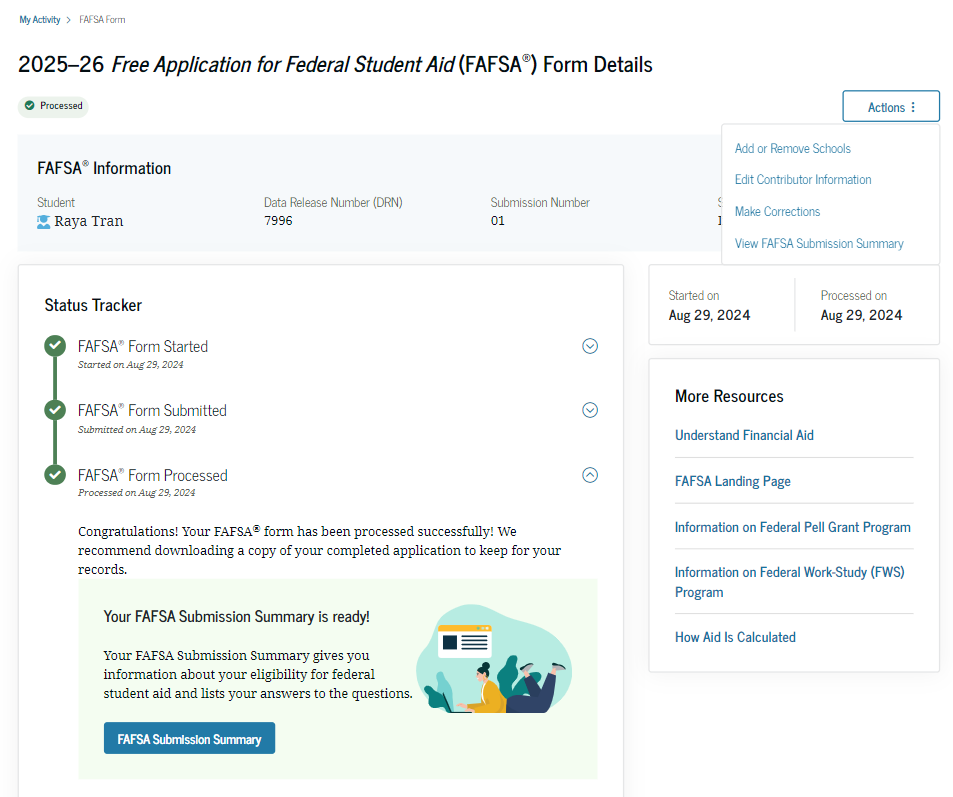 My Activity > FAFSA Form
2025–26 Free Application for Federal Student Aid (FAFSA®) Form Details
Processed
Actions
Add or Remove Schools
Edit Contributor Information
Make Corrections
View FAFSA Submission Summary
FAFSA® Information
Student
Raya Tran
Data Release Number (DRN)
7996
Submission Number
01
Started on
Aug 29, 2024
Processed on
Aug 29, 2024
Status Tracker
FAFSA® Form Started
Started on Aug 29, 2024
FAFSA® Form Submitted
Submitted on Aug 29, 2024
FAFSA® Form Processed
Processed on Aug 29, 2024
Congratulations! Your FAFSA® form has been processed successfully! We
recommend downloading a copy of your completed application to keep for your
records.
Your FAFSA Submission Summary is ready!
Your FAFSA Submission Summary gives you
information about your eligibility for federal
student aid and lists your answers to the questions.
FAFSA Submission Summary
More Resources
Understand Financial Aid
FAFSA Landing Page
Information on Federal Pell Grant Program
Information on Federal Work-Study (FWS)
Program
How Aid Is Calculated